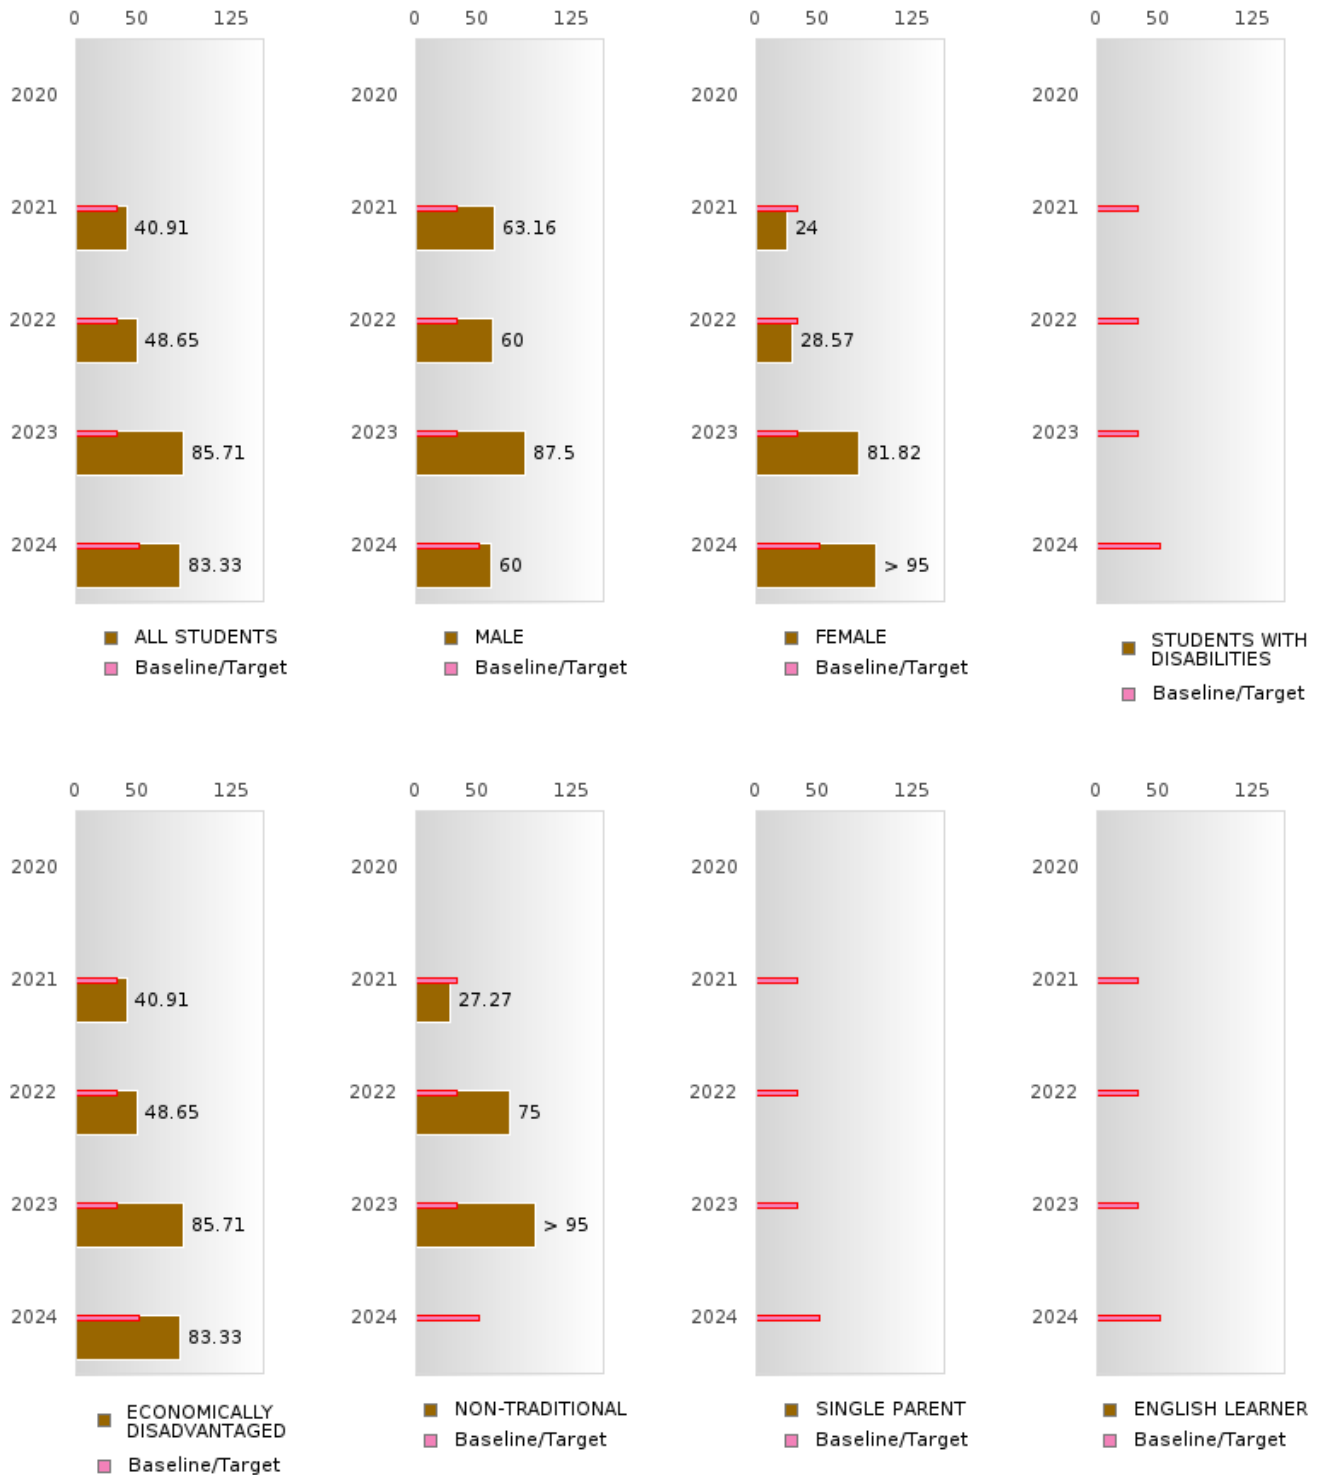 0 50 125
2020
2021 40.91
2022 48.65
2023 85.71
2024 83.33
ALL STUDENTS
Baseline/Target
0 50 125
2020
2021 63.16
2022 60
2023 87.5
2024 60
MALE
Baseline/Target
0 50 125
2020
2021 24
2022 28.57
2023 81.82
2024 > 95
FEMALE
Baseline/Target
0 50 125
2020
2021
2022
2023
2024
STUDENTS WITH
DISABILITIES
Baseline/Target
0 50 125
2020
2021 40.91
2022 48.65
2023 85.71
2024 83.33
ECONOMICALLY
DISADVANTAGED
Baseline/Target
0 50 125
2020
2021 27.27
2022 75
2023 > 95
2024
NON-TRADITIONAL
Baseline/Target
0 50 125
2020
2021
2022
2023
2024
SINGLE PARENT
Baseline/Target
0 50 125
2020
2021
2022
2023
2024
ENGLISH LEARNER
Baseline/Target